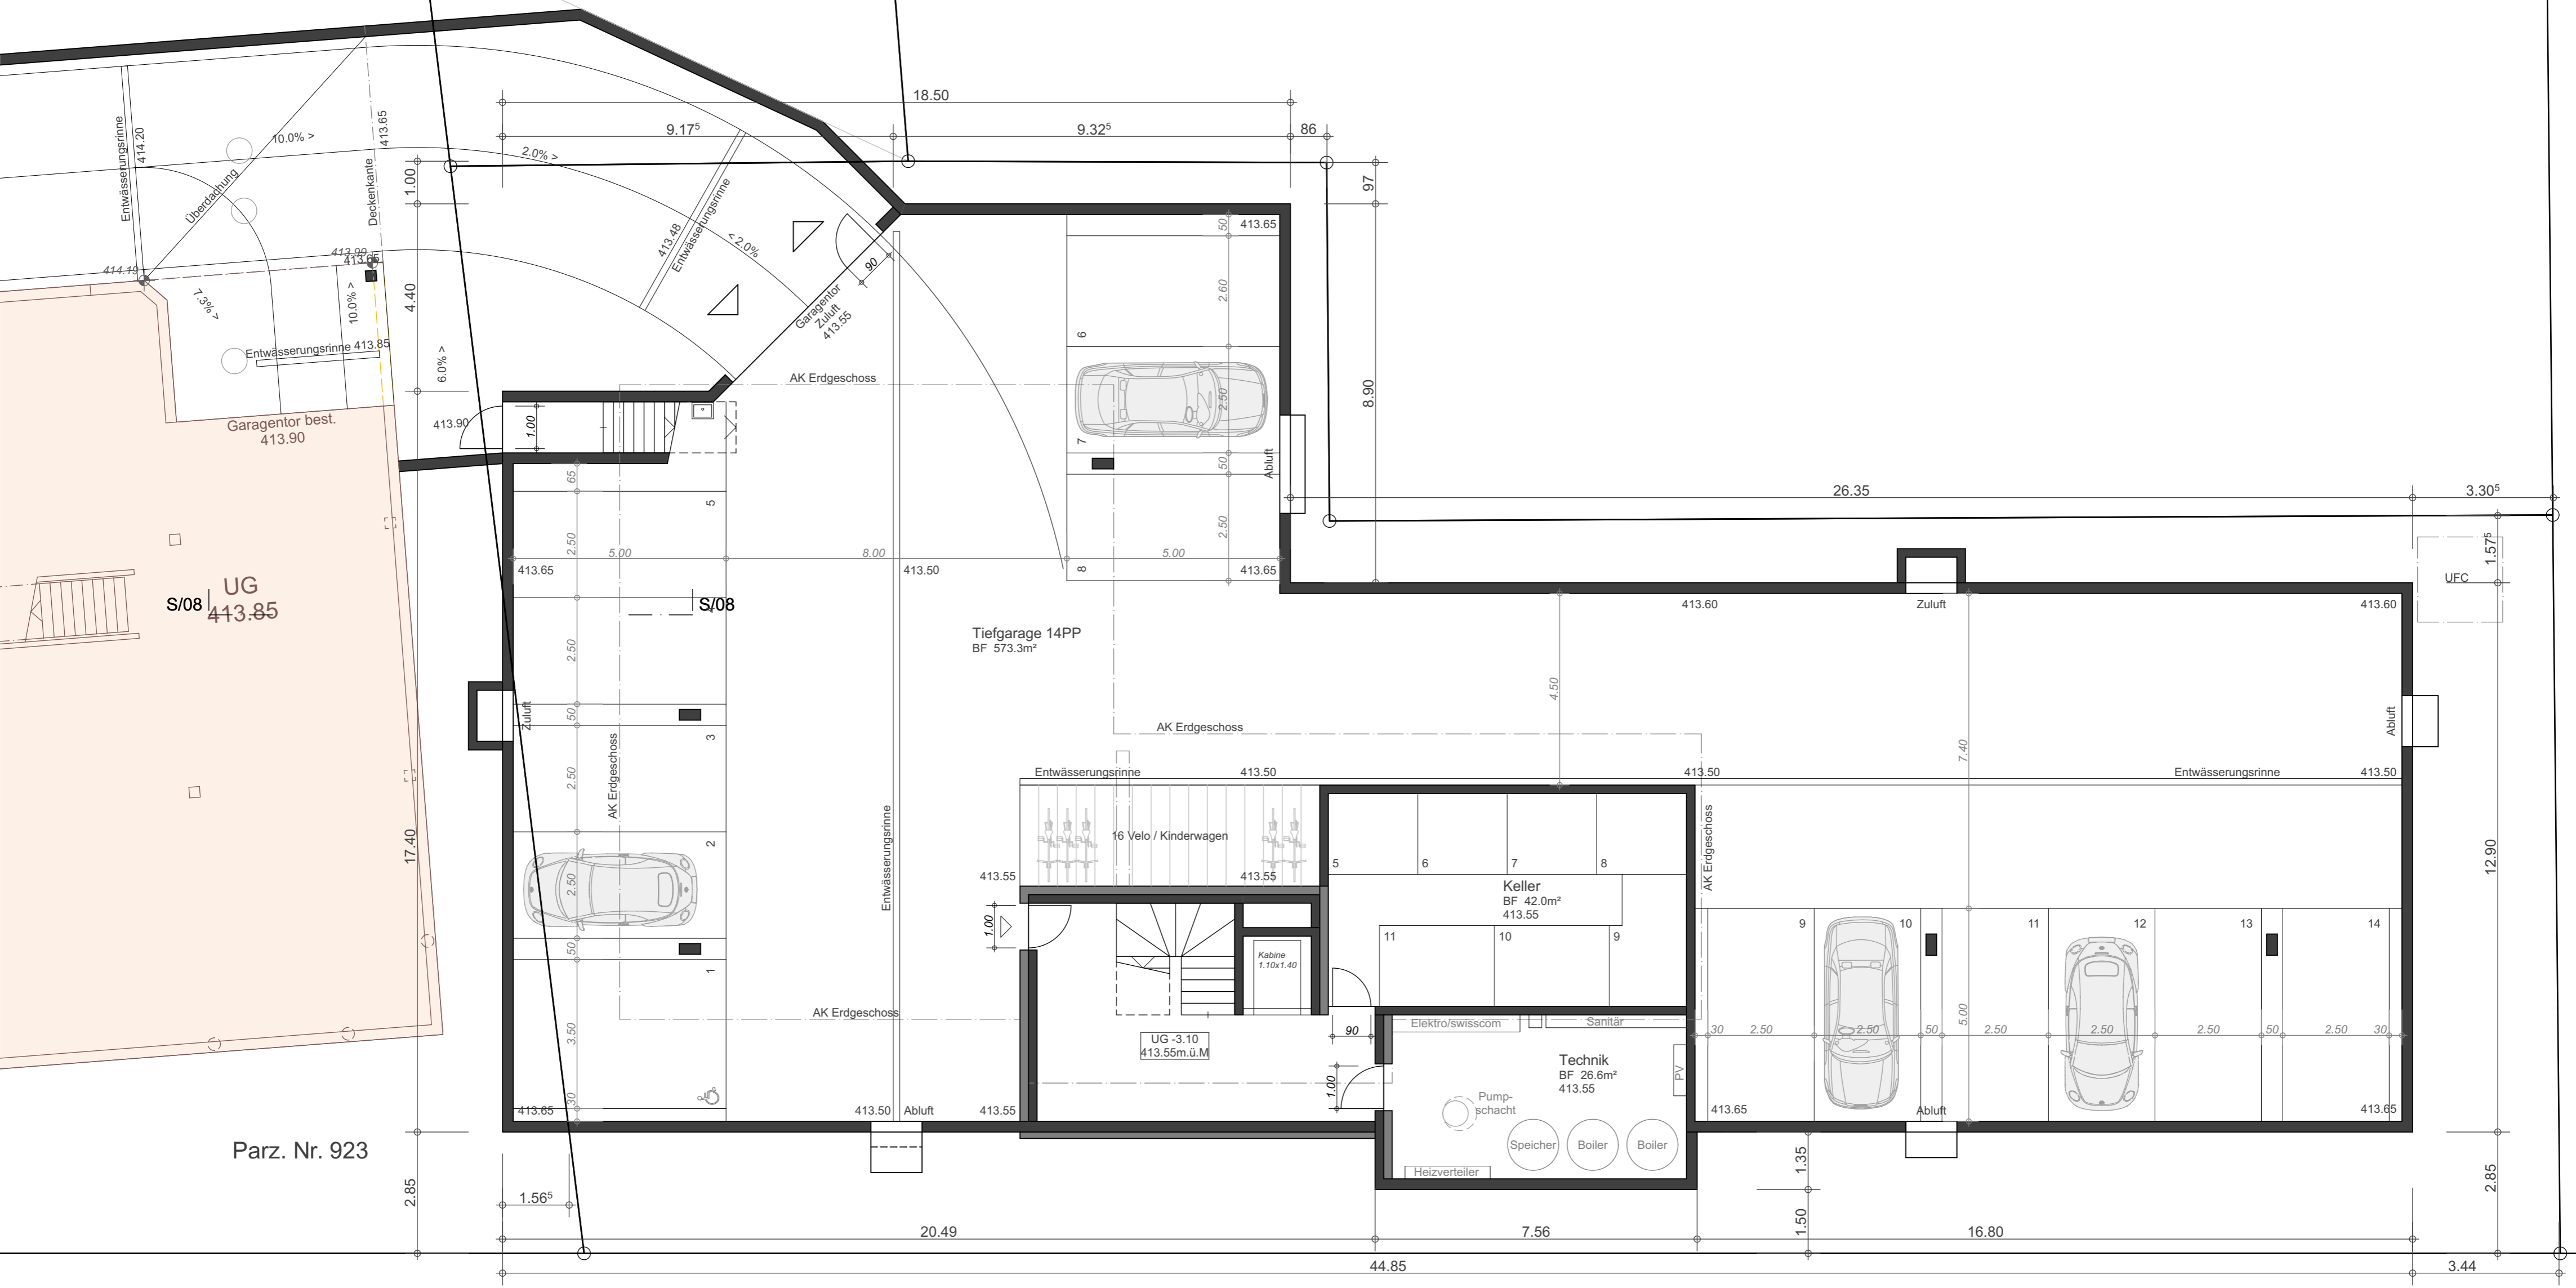 18.50
9.17⁵
9.32⁵
86
97
1.00
4.40
8.90
Entwässerungsrinne
414.20
10.0% >
Überdachung
Deckenkante
413.65
2.0% >
413.48
Entwässerungsrinne
< 2.0%
90
Garagentor
Zuluft
413.55
414.19
413.99
413.65
7.3% >
10.0% >
6.0% >
Entwässerungsrinne 413.85
Garagentor best.
413.90
413.90
1.00
AK Erdgeschoss
50
413.65
2.60
6
2.50
7
50
Abluft
2.50
8
413.65
65
5
2.50
5.00
8.00
5.00
413.65
413.50
26.35
3.30⁵
1.57⁵
UFC
UG
413.85
S/08
S/08
4
2.50
Tiefgarage 14PP
BF 573.3m²
413.60
Zuluft
413.60
4.50
7.40
Zuluft
50
3
2.50
AK Erdgeschoss
AK Erdgeschoss
Abluft
Entwässerungsrinne
413.50
413.50
Entwässerungsrinne
413.50
17.40
2
2.50
Entwässerungsrinne
16 Velo / Kinderwagen
413.55
413.55
AK Erdgeschoss
12.90
5
6
7
8
Keller
BF 42.0m²
413.55
11
10
9
50
1
1.00
Kabine
1.10x1.40
9
10
11
12
13
14
3.50
AK Erdgeschoss
UG -3.10
413.55m.ü.M
90
1.00
Elektro/swisscom
Sanitär
Technik
BF 26.6m²
413.55
PV
Pump-
schacht
Speicher
Boiler
Boiler
Heizverteiler
30
2.50
2.50
50
5.00
2.50
2.50
2.50
50
2.50
30
30
413.65
413.50
Abluft
413.55
413.65
Abluft
413.65
Parz. Nr. 923
2.85
1.56⁵
1.35
1.50
2.85
20.49
7.56
16.80
44.85
3.44